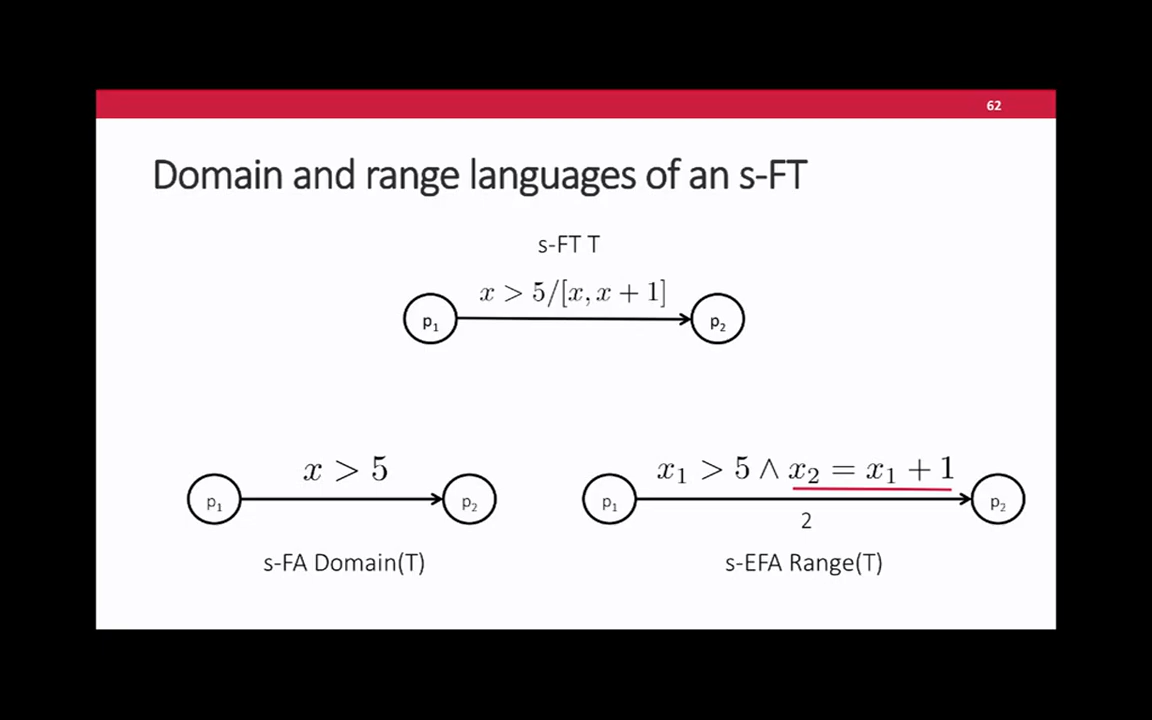 62
Domain and range languages of an s-FT
s-FT T
x > 5/[x, x + 1]
p₁
p₂
x > 5
p₁
p₂
s-FA Domain(T)
x₁ > 5 ∧ x₂ = x₁ + 1
p₁
p₂
2
s-EFA Range(T)